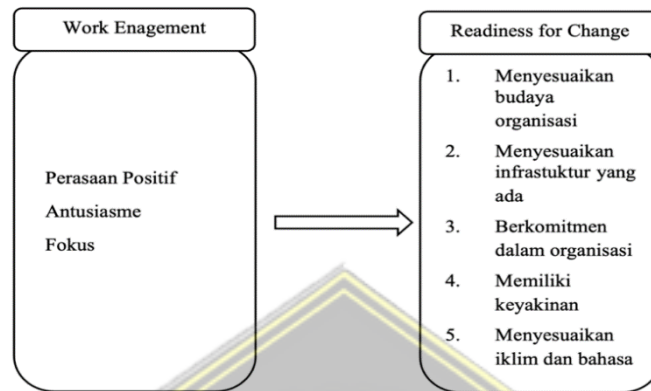 Work Enagement
Perasaan Positif
Antusiasme
Fokus
Readiness for Change
1. Menyesuaikan
budaya
organisasi
2. Menyesuaikan
infrastuktur yang
ada
3. Berkomitmen
dalam organisasi
4. Memiliki
keyakinan
5. Menyesuaikan
iklim dan bahasa